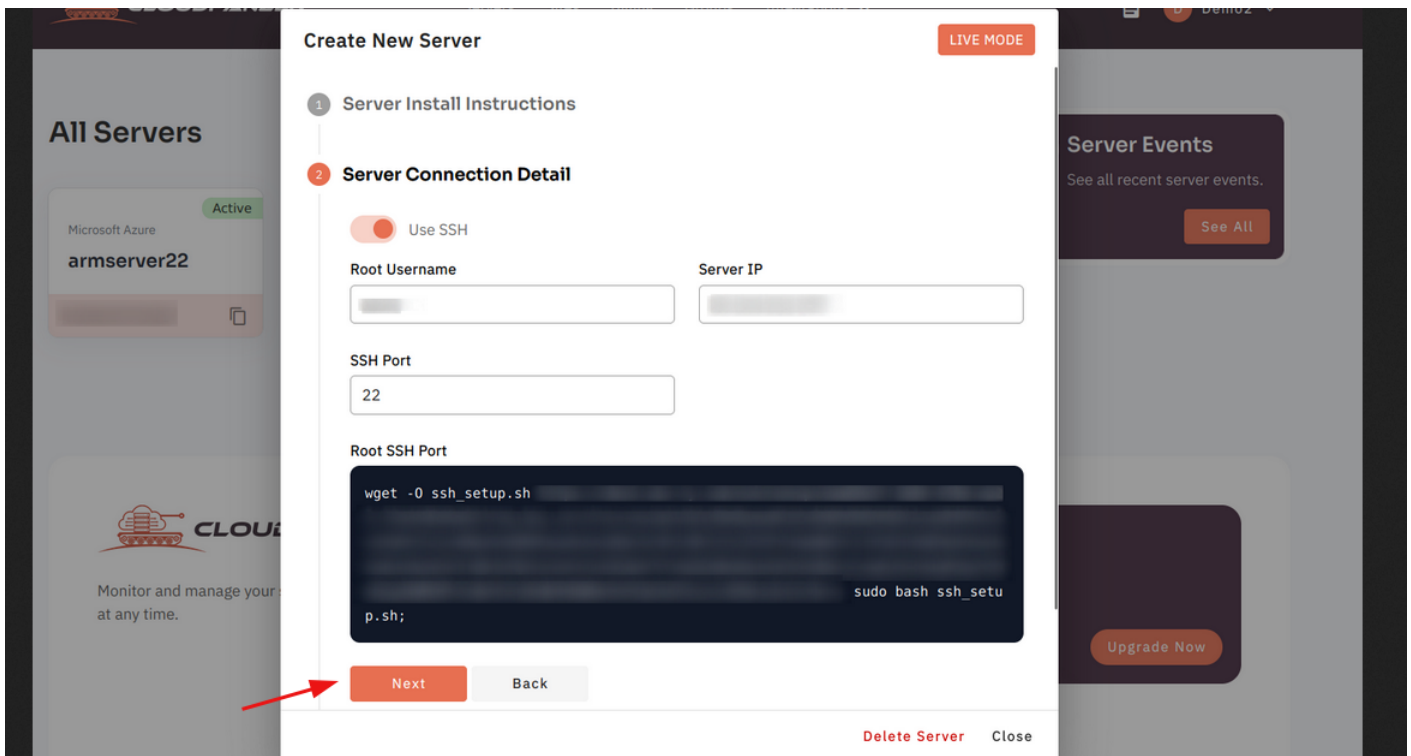 Demo2
Create New Server
LIVE MODE
1 Server Install Instructions
All Servers
Server Events
See all recent server events.
See All
2 Server Connection Detail
Active
Microsoft Azure
armserver22
Use SSH
Root Username
Server IP
SSH Port
22
Root SSH Port
wget -O ssh_setup.sh
sudo bash ssh_setu
p.sh;
CLOU
Monitor and manage your
at any time.
Upgrade Now
Next
Back
Delete Server
Close